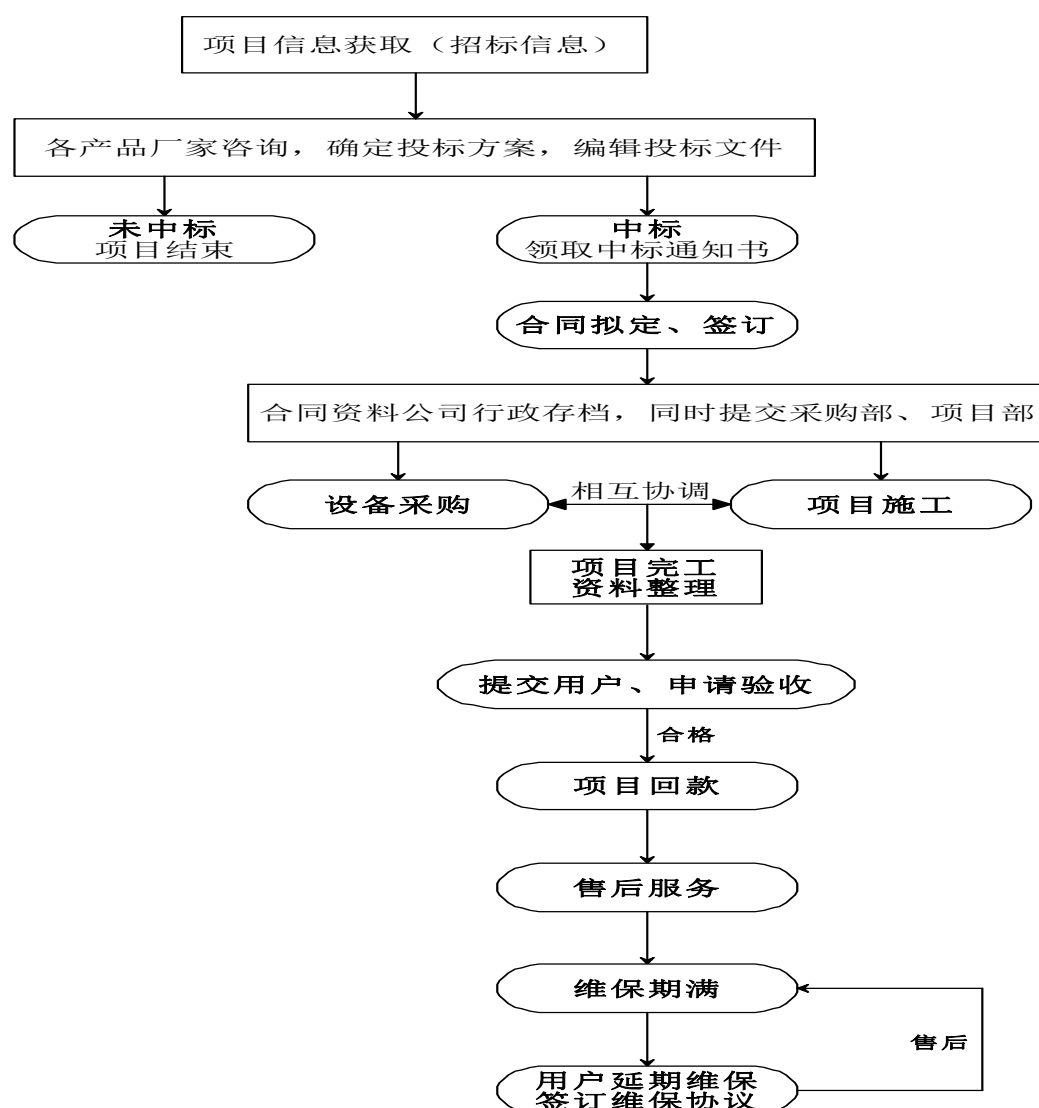 项目信息获取（招标信息）
各产品厂家咨询，确定投标方案，编辑投标文件
未中标
项目结束
中标
领取中标通知书
合同拟定、签订
合同资料公司行政存档，同时提交采购部、项目部
设备采购
相互协调
项目施工
项目完工
资料整理
提交用户、申请验收
合格
项目回款
售后服务
维保期满
售后
用户延期维保
签订维保协议